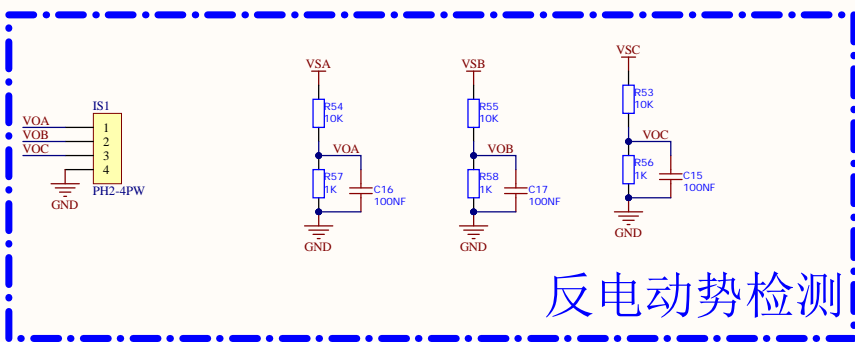 IS1
VOA
VOB
VOC
1
2
3
4
PH2-4PW
GND
VSA
R54
10K
VOA
R57
1K
C16
100NF
GND
VSB
R55
10K
VOB
R58
1K
C17
100NF
GND
VSC
R53
10K
VOC
R56
1K
C15
100NF
GND
反电动势检测